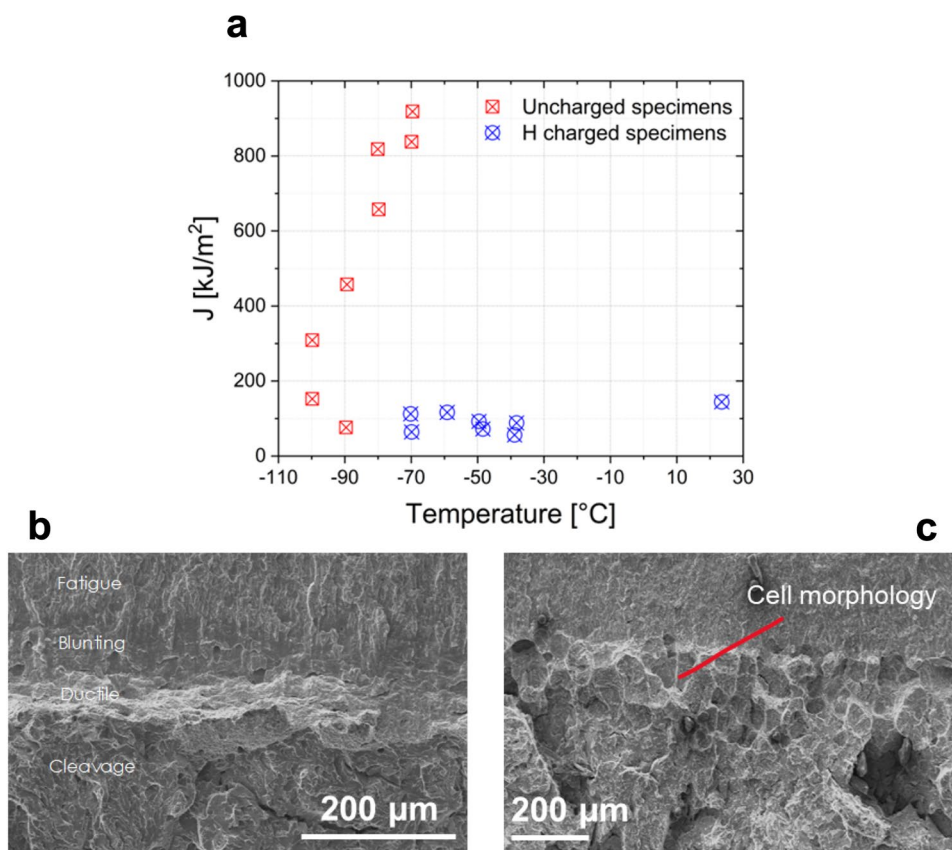 a
1000
800
600
400
200
0
J [kJ/m²]
Uncharged specimens
H charged specimens
-110 -90 -70 -50 -30 -10 10 30
Temperature [°C]
b
c
Fatigue
Blunting
Ductile
Cleavage
200 µm
Cell morphology
200 µm